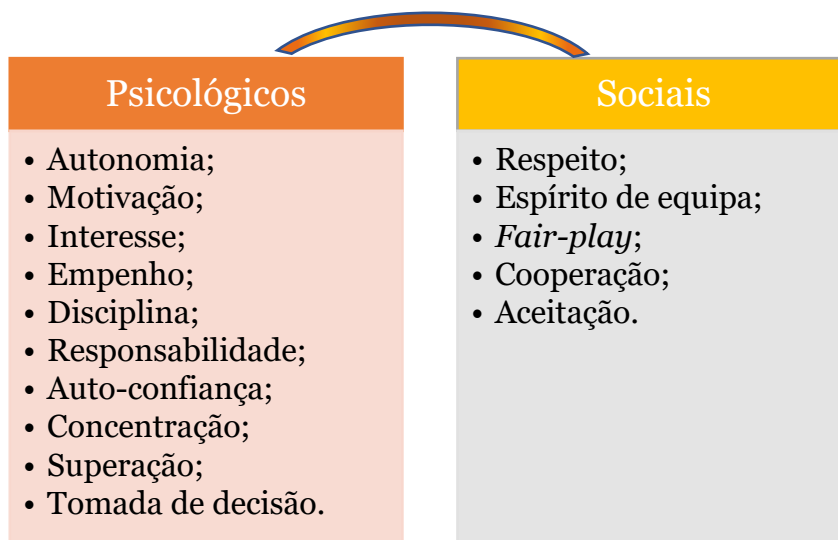 Psicológicos
• Autonomia;
• Motivação;
• Interesse;
• Empenho;
• Disciplina;
• Responsabilidade;
• Auto-confiança;
• Concentração;
• Superação;
• Tomada de decisão.
Sociais
• Respeito;
• Espírito de equipa;
• Fair-play;
• Cooperação;
• Aceitação.